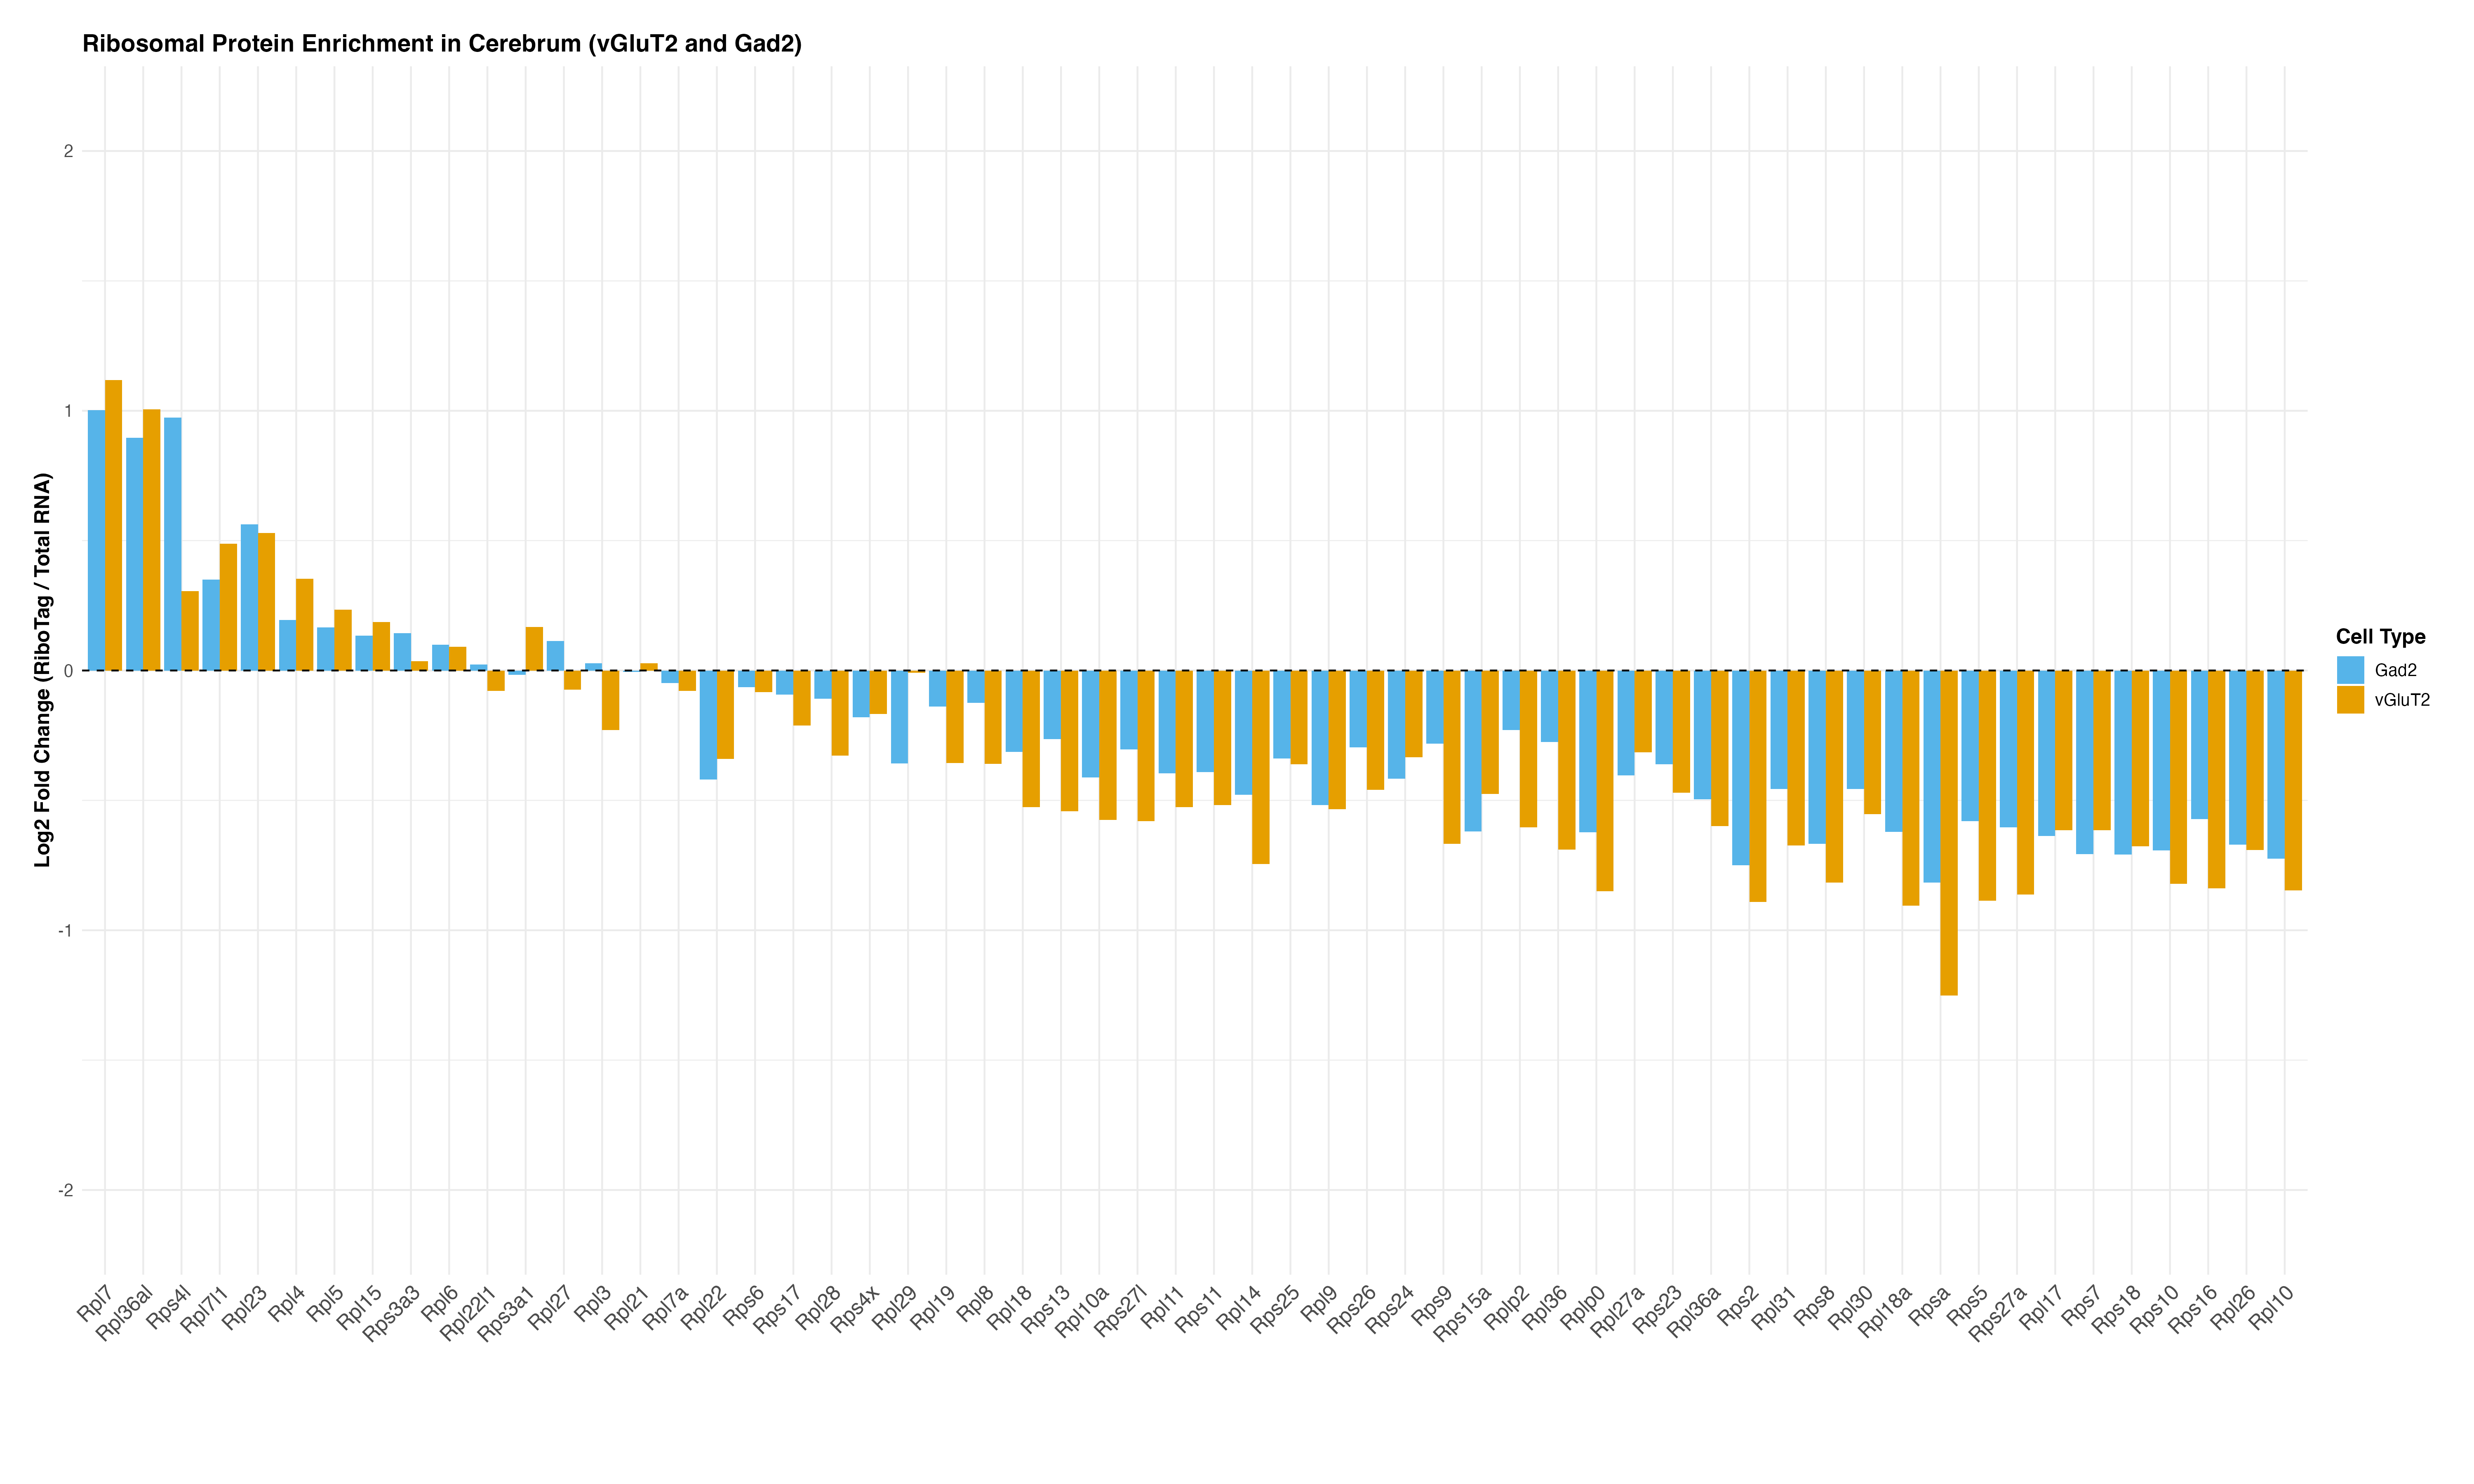 Ribosomal Protein Enrichment in Cerebrum (vGluT2 and Gad2)
Log2 Fold Change (RiboTag / Total RNA)
2
1
0
-1
-2
Rpl7
Rpl36al
Rps4l
Rpl7l1
Rpl23
Rpl4
Rpl5
Rpl15
Rps3a3
Rpl6
Rpl22l1
Rps3a1
Rpl27
Rpl3
Rpl21
Rpl7a
Rpl22
Rps6
Rps17
Rpl28
Rps4x
Rpl29
Rpl19
Rpl8
Rpl18
Rps13
Rpl10a
Rps27l
Rpl11
Rps11
Rpl14
Rps25
Rpl9
Rps26
Rps24
Rps9
Rps15a
Rplp2
Rpl36
Rplp0
Rpl27a
Rps23
Rpl36a
Rps2
Rpl31
Rps8
Rpl30
Rpl18a
Rpsa
Rps5
Rps27a
Rpl17
Rps7
Rps18
Rps10
Rps16
Rpl26
Rpl10
Cell Type
Gad2
vGluT2